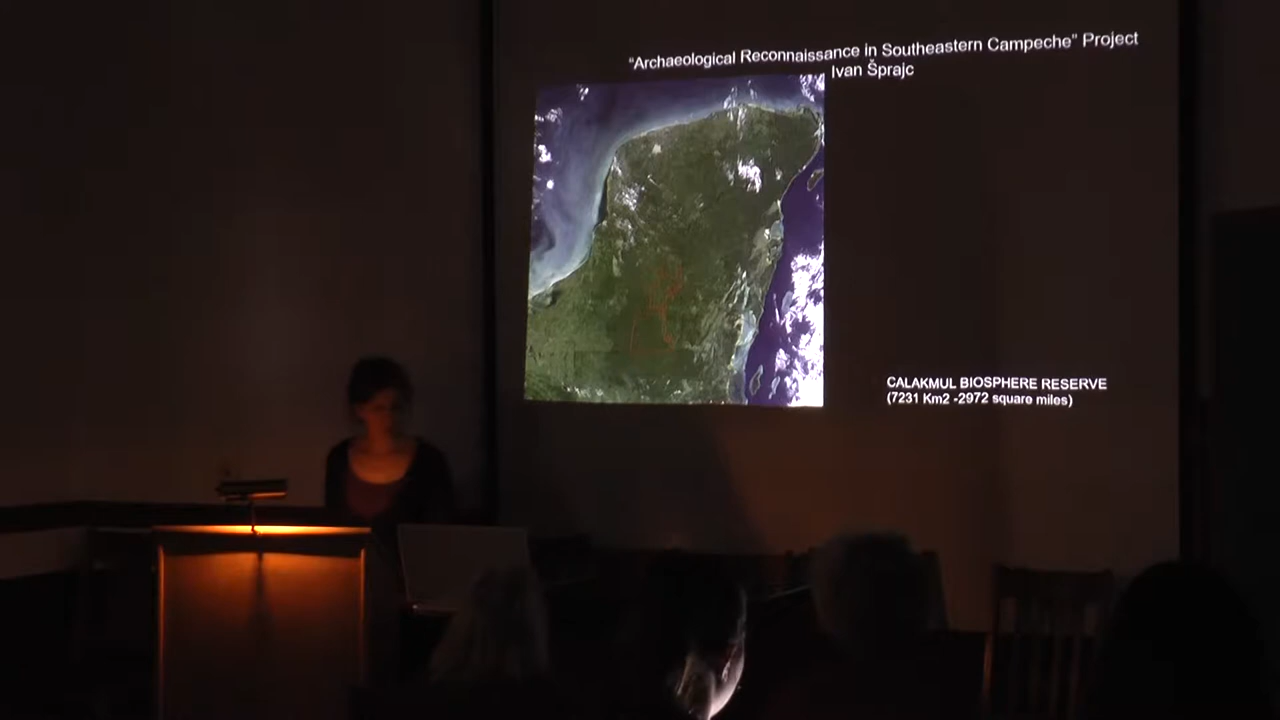 "Archaeological Reconnaissance in Southeastern Campeche" Project
Ivan Šprajc
CALAKMUL BIOSPHERE RESERVE
(7231 Km2 -2972 square miles)